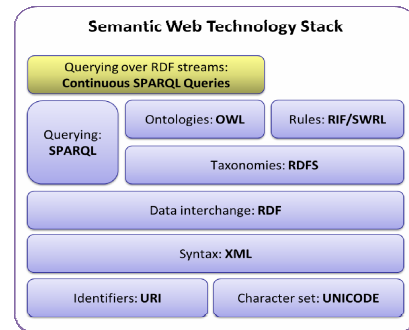 Semantic Web Technology Stack
Querying over RDF streams:
Continuous SPARQL Queries
Querying:
SPARQL
Ontologies: OWL
Rules: RIF/SWRL
Taxonomies: RDFS
Data interchange: RDF
Syntax: XML
Identifiers: URI
Character set: UNICODE